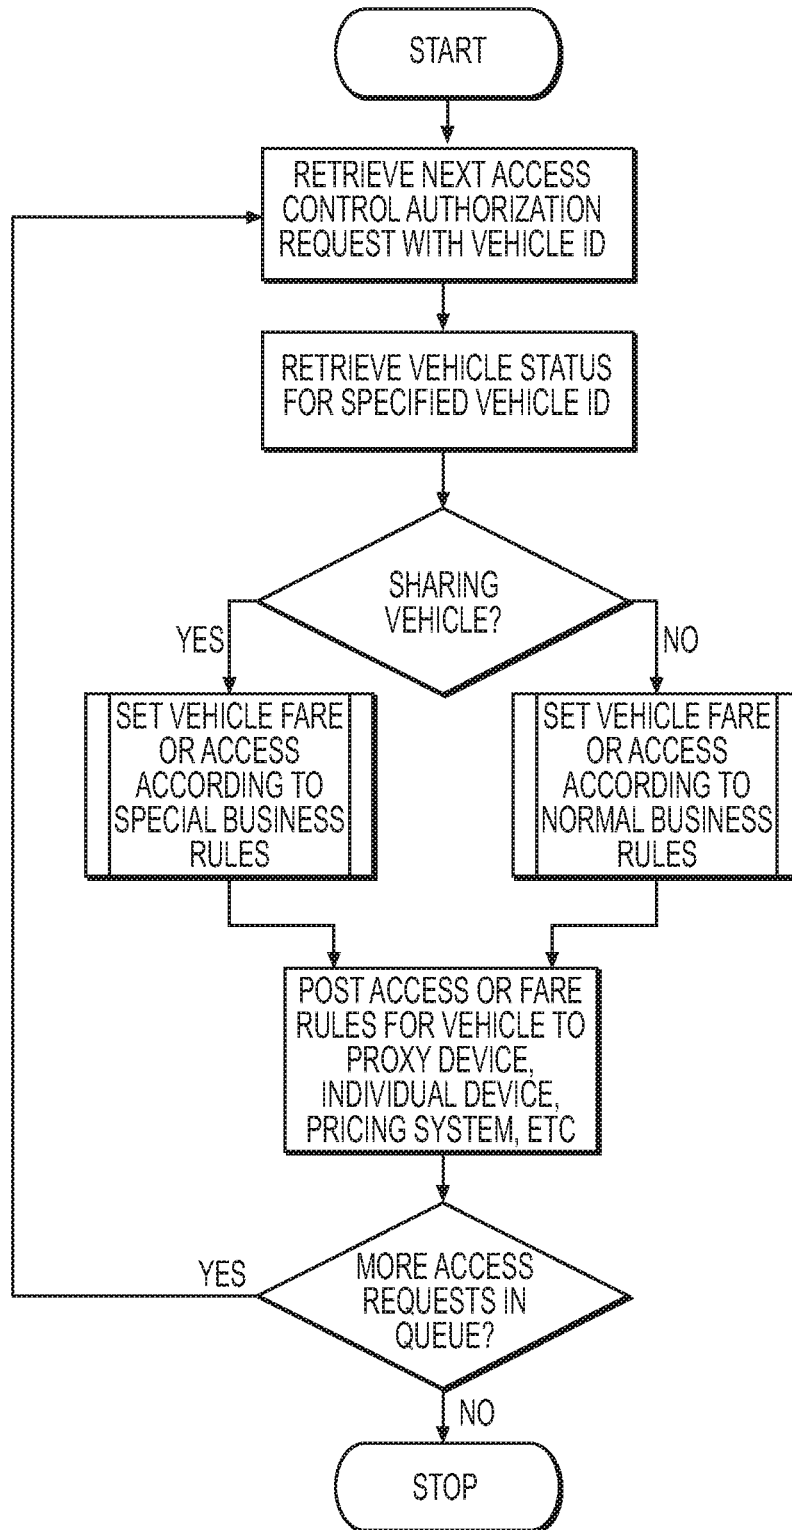 START
RETRIEVE NEXT ACCESS
CONTROL AUTHORIZATION
REQUEST WITH VEHICLE ID
RETRIEVE VEHICLE STATUS
FOR SPECIFIED VEHICLE ID
SHARING
VEHICLE?
YES
NO
SET VEHICLE FARE
OR ACCESS
ACCORDING TO
SPECIAL BUSINESS
RULES
SET VEHICLE FARE
OR ACCESS
ACCORDING TO
NORMAL BUSINESS
RULES
POST ACCESS OR FARE
RULES FOR VEHICLE TO
PROXY DEVICE,
INDIVIDUAL DEVICE,
PRICING SYSTEM, ETC
YES
MORE ACCESS
REQUESTS IN
QUEUE?
NO
STOP